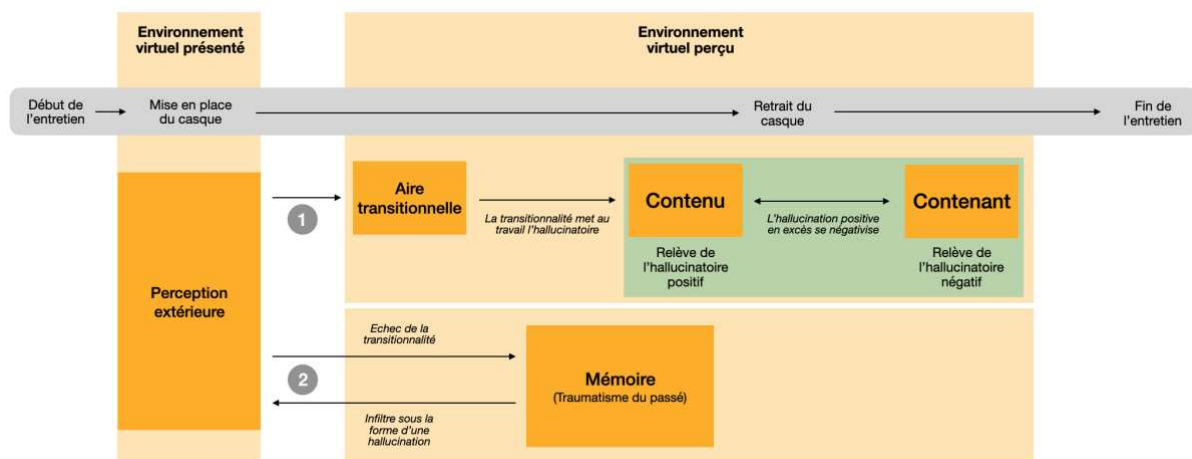 Environnement
virtuel présenté
Environnement
virtuel perçu
Début de
l'entretien
Mise en place
du casque
Retrait du
casque
Fin de
l'entretien
1
Aire
transitionnelle
La transitionnalité met au
travail l'hallucinatoire
Contenu
L'hallucination positive
en excès se négativise
Contenant
Relève de
l'hallucinatoire
positif
Relève de
l'hallucinatoire
négatif
Perception
extérieure
Echec de la
transitionnalité
2
Mémoire
(Traumatisme du passé)
Infiltre sous la
forme d'une
hallucination